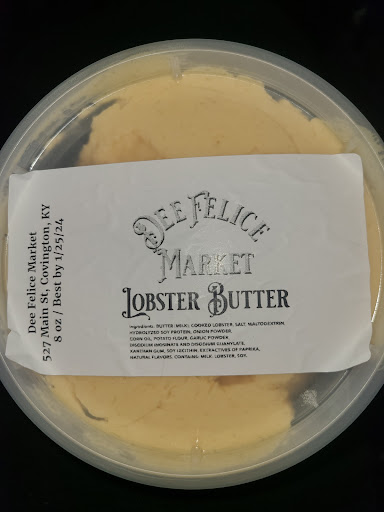 Dee Felice Market
527 Main St, Covington, KY
8 oz / Best by 1/25/24
DEE FELICE
MARKET
LOBSTER BUTTER
Ingredients: BUTTER (MILK), COOKED LOBSTER, SALT, MALTODEXTRIN,
HYDROLYZED SOY PROTEIN, ONION POWDER,
CORN OIL, POTATO FLOUR, GARLIC POWDER,
DISODIUM INOSINATE AND DISODIUM GUANYLATE,
XANTHAN GUM, SOY LECITHIN, EXTRACTIVES OF PAPRIKA,
NATURAL FLAVORS. CONTAINS: MILK, LOBSTER, SOY.